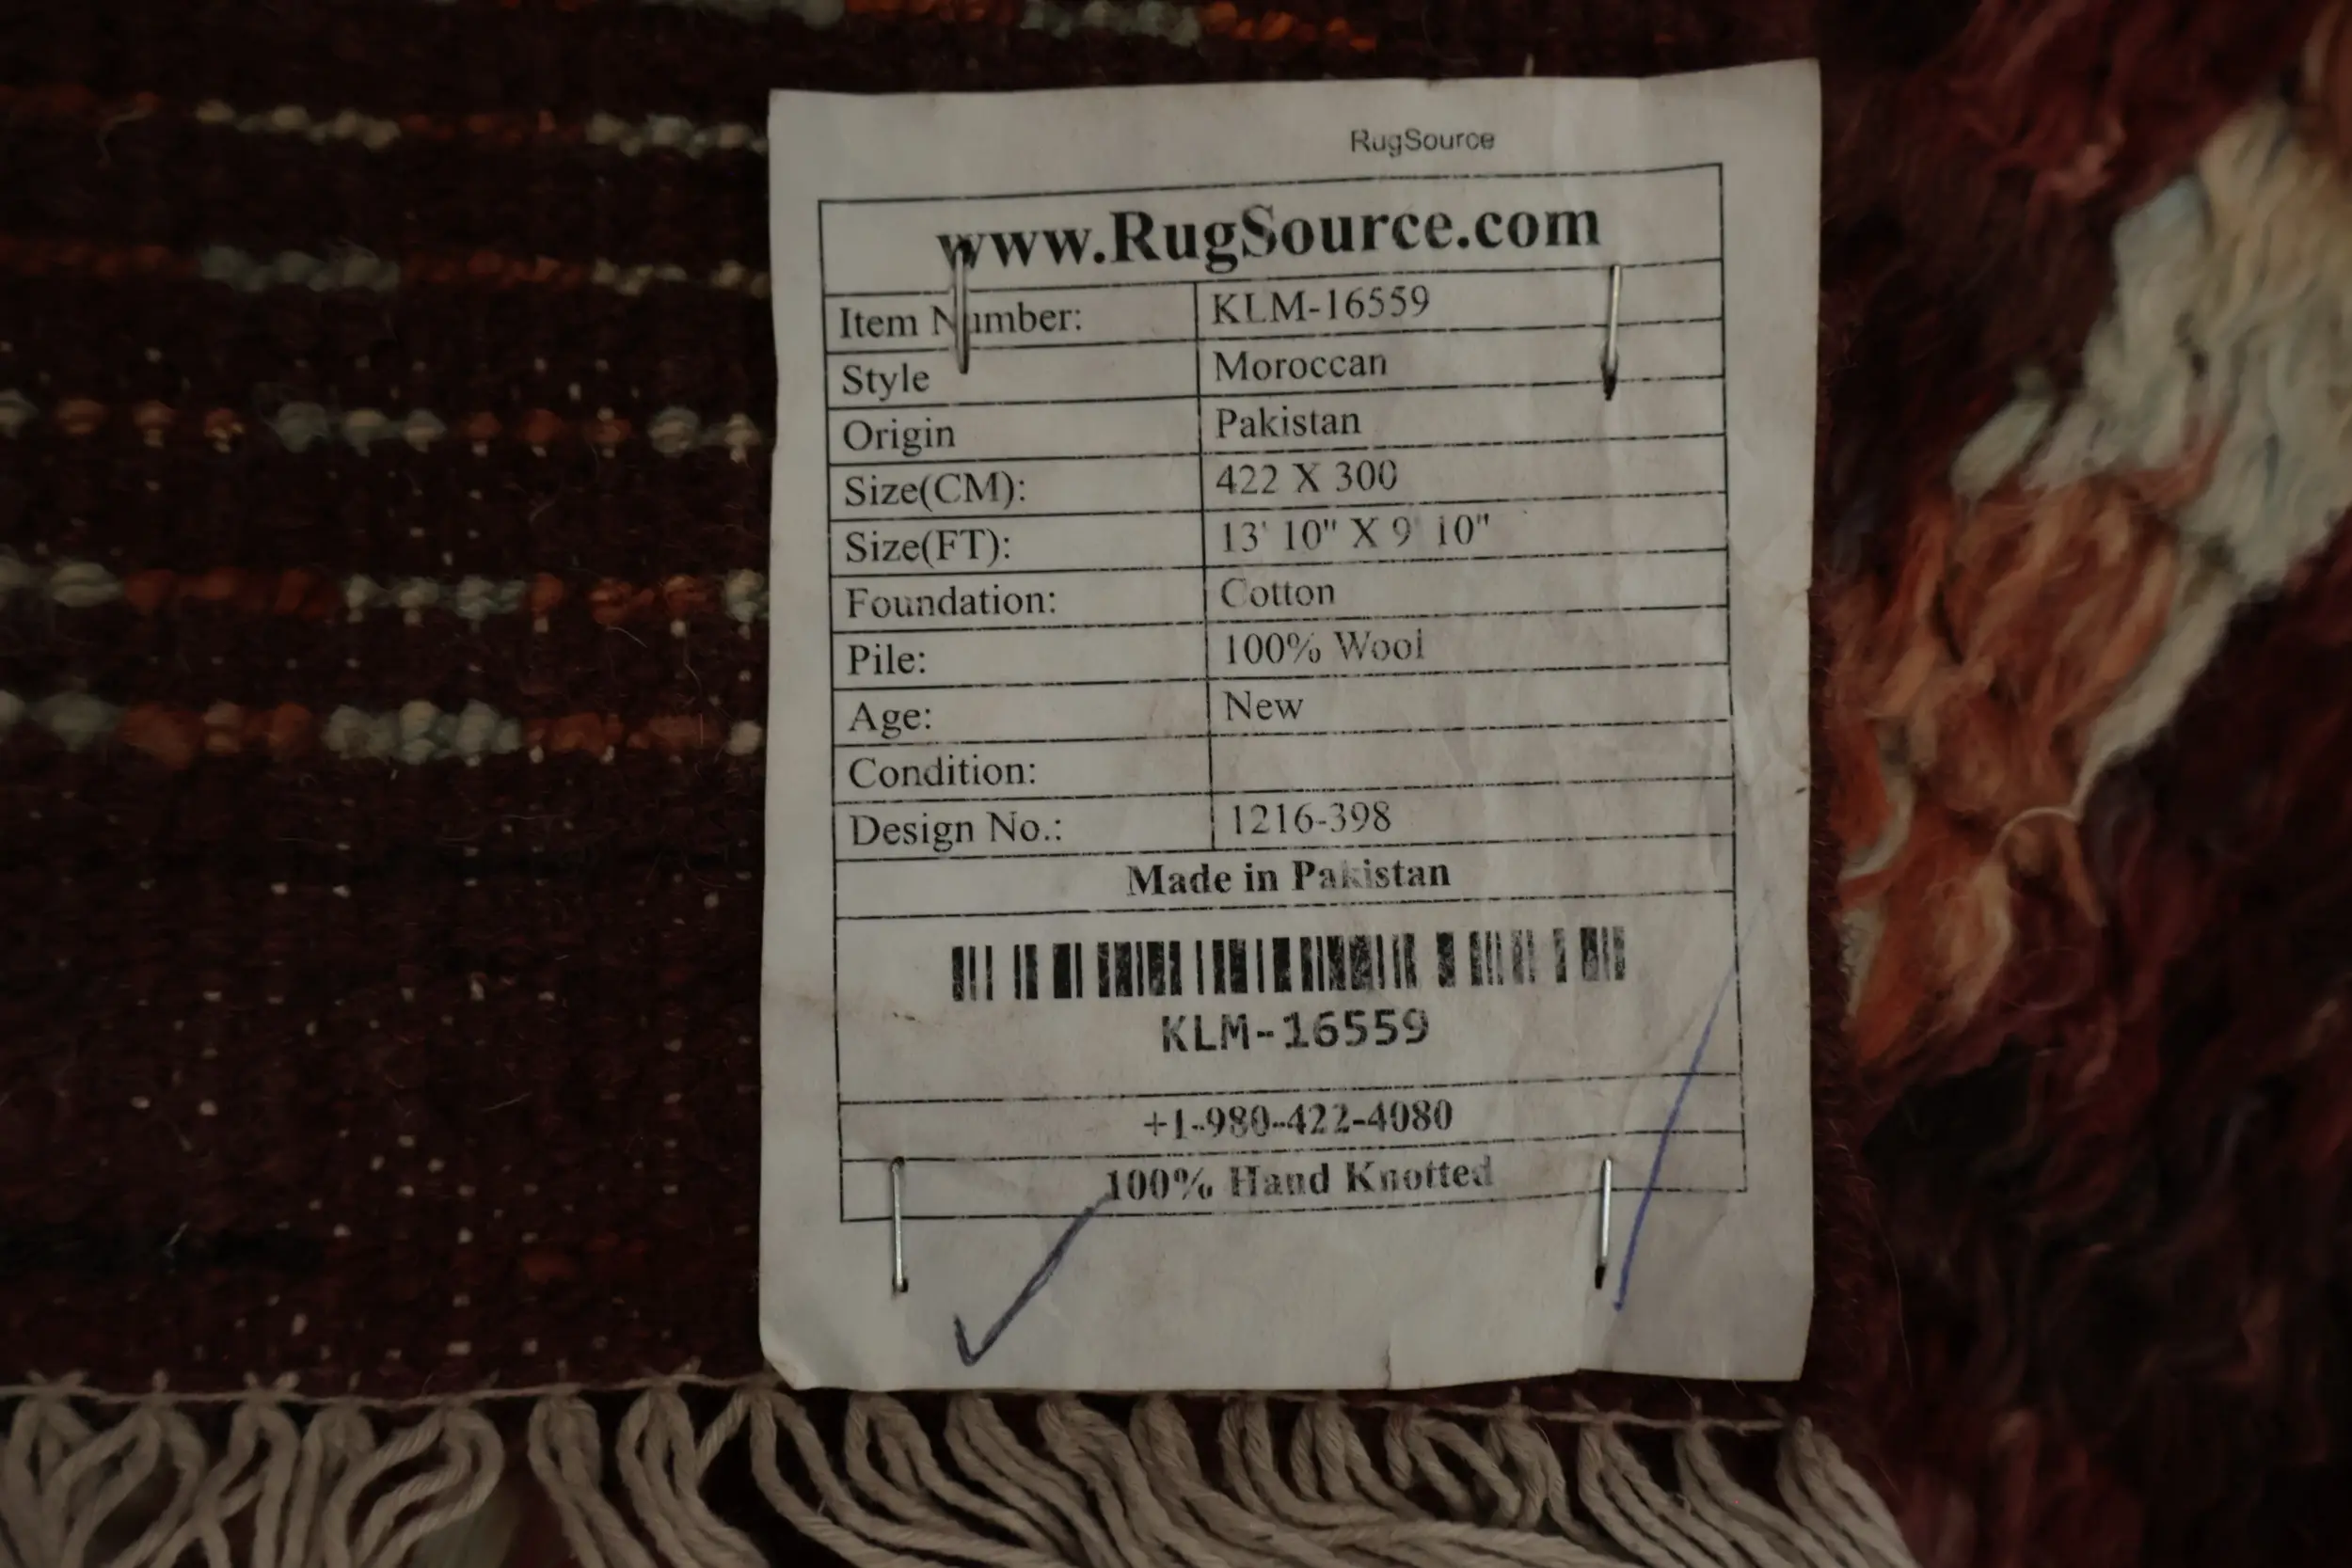 RugSource
www.RugSource.com
Item Number: KLM-16559
Style Moroccan
Origin Pakistan
Size(CM): 422 X 300
Size(FT): 13' 10" X 9' 10"
Foundation: Cotton
Pile: 100% Wool
Age: New
Condition:
Design No.: 1216-398
Made in Pakistan
KLM-16559
+1-980-422-4080
100% Hand Knotted